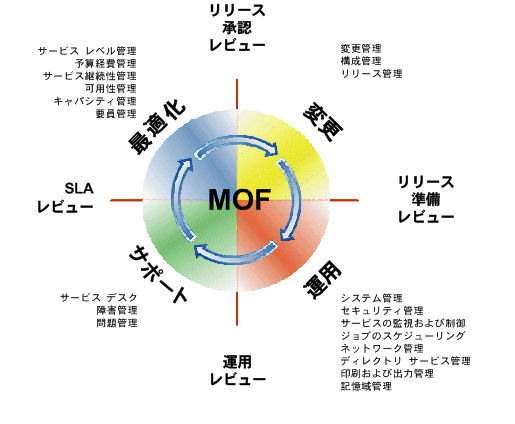 リリース
承認
レビュー
サービス レベル管理
予算経費管理
サービス継続性管理
可用性管理
キャパシティ管理
要員管理
変更管理
構成管理
リリース管理
最適化
変更
SLA
レビュー
MOF
リリース
準備
レビュー
サポート
運用
サービス デスク
障害管理
問題管理
システム管理
セキュリティ管理
サービスの監視および制御
ジョブのスケジューリング
ネットワーク管理
ディレクトリ サービス管理
印刷および出力管理
記憶域管理
運用
レビュー